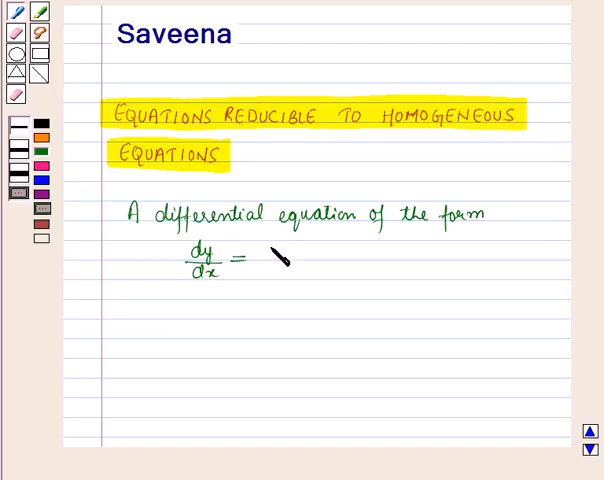 Saveena
EQUATIONS REDUCIBLE TO HOMOGENEOUS
EQUATIONS
A differential equation of the form
dy/dx =